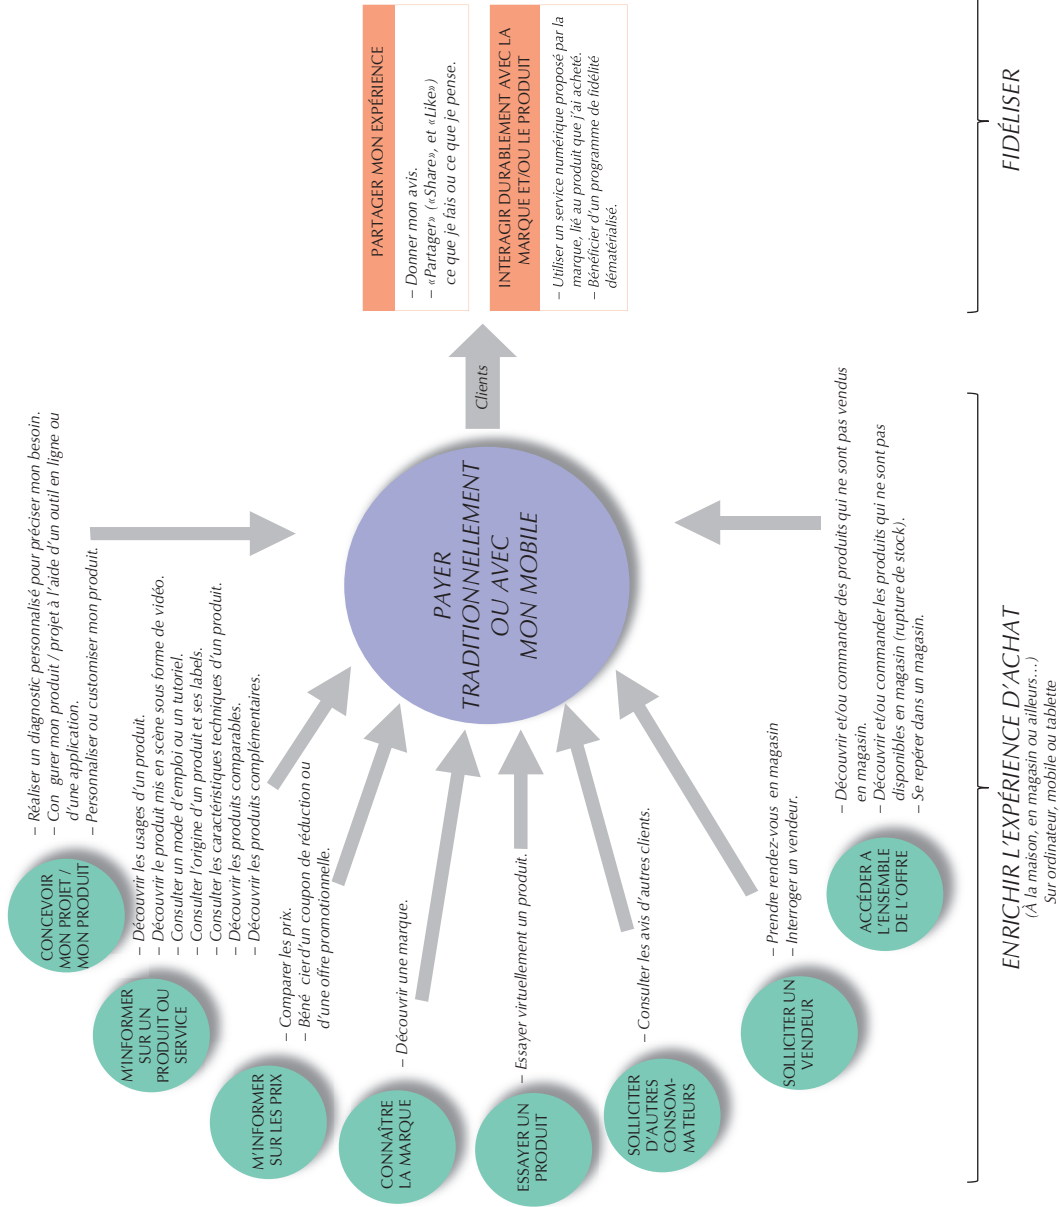 CONCEVOIR
MON PROJET /
MON PRODUIT
– Réaliser un diagnostic personnalisé pour préciser mon besoin.
– Con gurer mon produit / projet à l'aide d'un outil en ligne ou
d'une application.
– Personnaliser ou customiser mon produit.
M'INFORMER
SUR UN
PRODUIT OU
SERVICE
– Découvrir les usages d'un produit.
– Découvrir le produit mis en scène sous forme de vidéo.
– Consulter un mode d'emploi ou un tutoriel.
– Consulter l'origine d'un produit et ses labels.
– Consulter les caractéristiques techniques d'un produit.
– Découvrir les produits comparables.
– Découvrir les produits complémentaires.
M'INFORMER
SUR LES PRIX
– Comparer les prix.
– Béné cier d'un coupon de réduction ou
d'une offre promotionnelle.
CONNAÎTRE
LA MARQUE
– Découvrir une marque.
ESSAYER UN
PRODUIT
– Essayer virtuellement un produit.
SOLLICITER
D'AUTRES
CONSOM-
MATEURS
– Consulter les avis d'autres clients.
SOLLICITER UN
VENDEUR
– Prendre rendez-vous en magasin
– Interroger un vendeur.
ACCÉDER A
L'ENSEMBLE
DE L'OFFRE
– Découvrir et/ou commander des produits qui ne sont pas vendus
en magasin.
– Découvrir et/ou commander les produits qui ne sont pas
disponibles en magasin (rupture de stock).
– Se repérer dans un magasin.
PAYER
TRADITIONNELLEMENT
OU AVEC
MON MOBILE
Clients
PARTAGER MON EXPÉRIENCE
– Donner mon avis.
– «Partager» («Share», et «Like»)
ce que je fais ou ce que je pense.
INTERAGIR DURABLEMENT AVEC LA
MARQUE ET/OU LE PRODUIT
– Utiliser un service numérique proposé par la
marque, lié au produit que j'ai acheté.
– Bénéficier d'un programme de fidélité
dématérialisé.
ENRICHIR L'EXPÉRIENCE D'ACHAT
(À la maison, en magasin ou ailleurs…)
Sur ordinateur, mobile ou tablette
FIDÉLISER